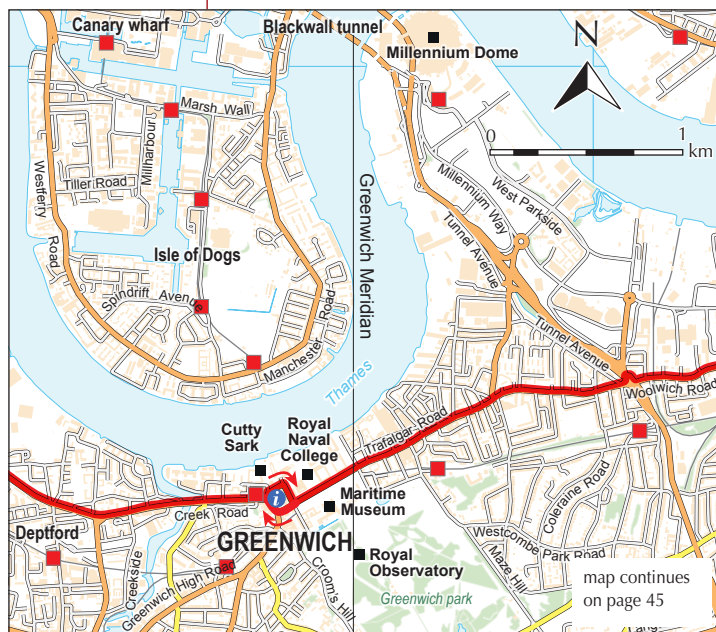 Canary wharf
Blackwall tunnel
Millennium Dome
N
0
1
km
Marsh Wall
Millharbour
Westferry
Road
Tiller Road
Isle of Dogs
Spindrift Avenue
Manchester Road
Greenwich Meridian
Thames
Millennium Way
West Parkside
Tunnel Avenue
Tunnel Avenue
Woolwich Road
Trafalgar Road
Cutty
Sark
Royal
Naval
College
Maritime
Museum
Creek Road
Deptford
GREENWICH
Creekside
Greenwich High Road
Croom's Hill
Royal
Observatory
Greenwich park
Maze Hill
Westcombe Park Road
Coleraine Road
i
map continues
on page 45